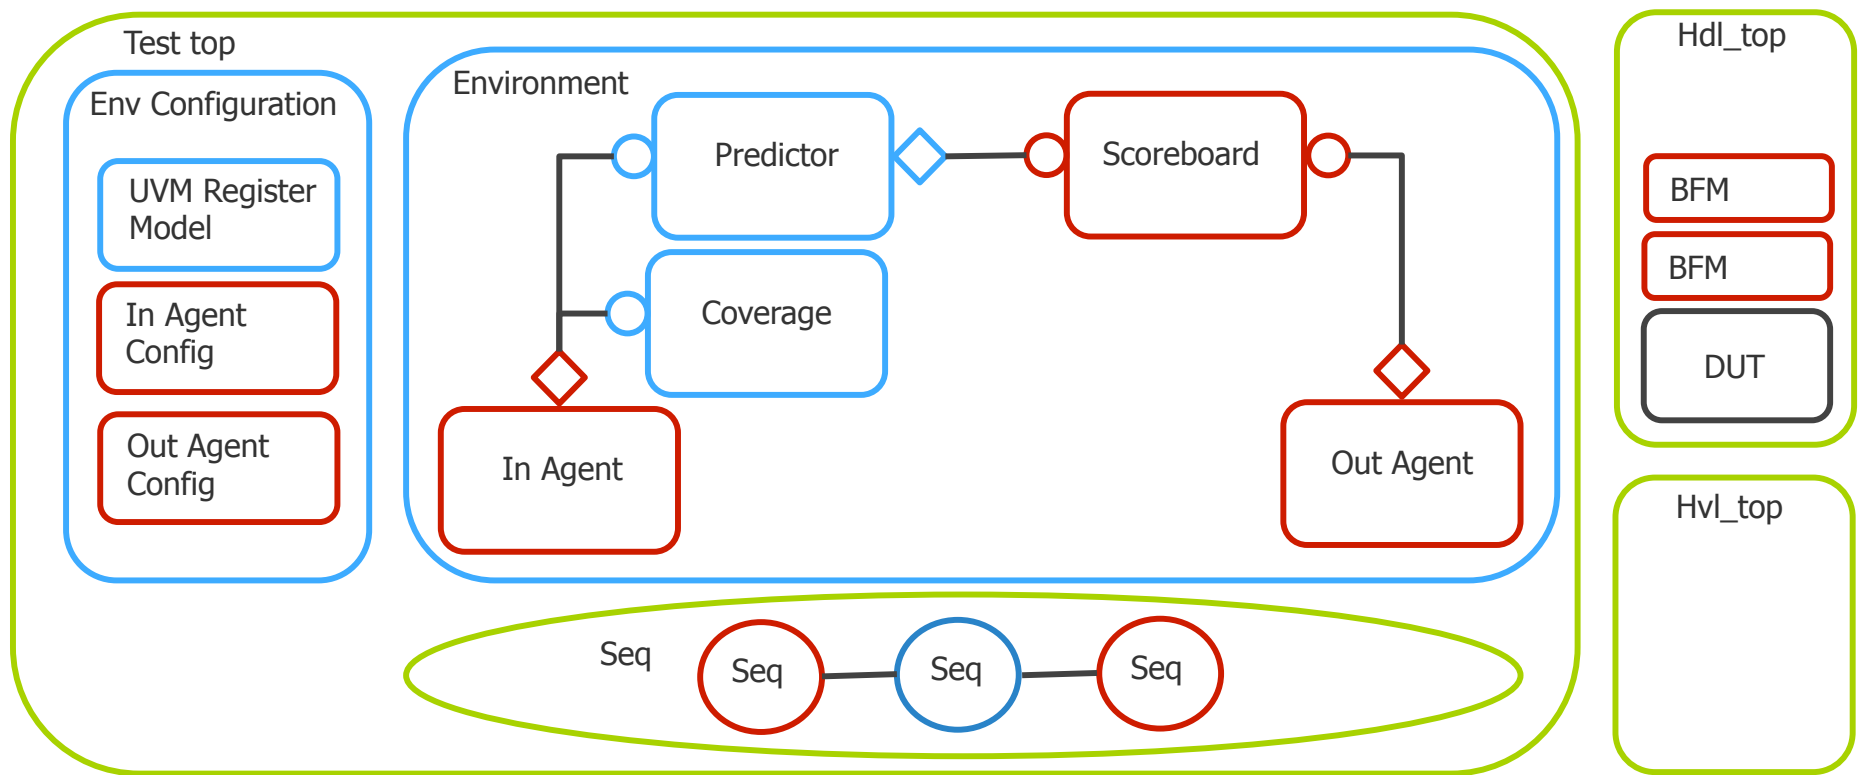 Test top
Env Configuration
UVM Register
Model
In Agent
Config
Out Agent
Config
Environment
Predictor
Scoreboard
Coverage
In Agent
Out Agent
Seq
Seq
Seq
Seq
Hdl_top
BFM
BFM
DUT
Hvl_top